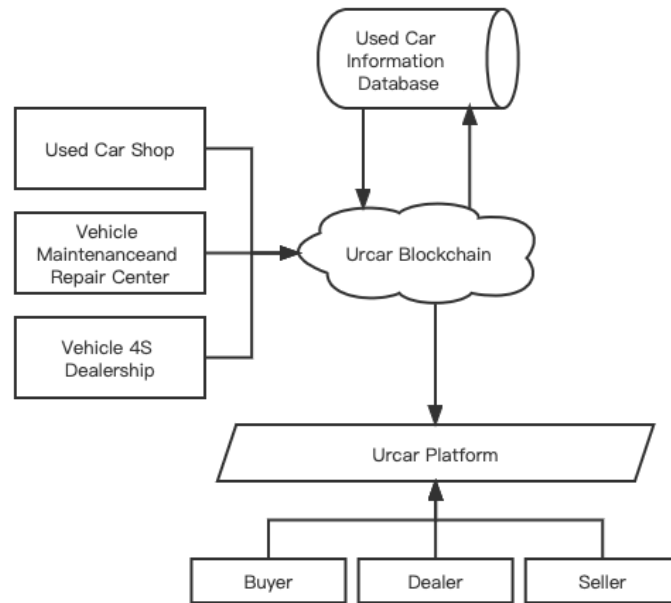 Used Car
Information
Database
Used Car Shop
Vehicle
Maintenanceand
Repair Center
Urcar Blockchain
Vehicle 4S
Dealership
Urcar Platform
Buyer
Dealer
Seller